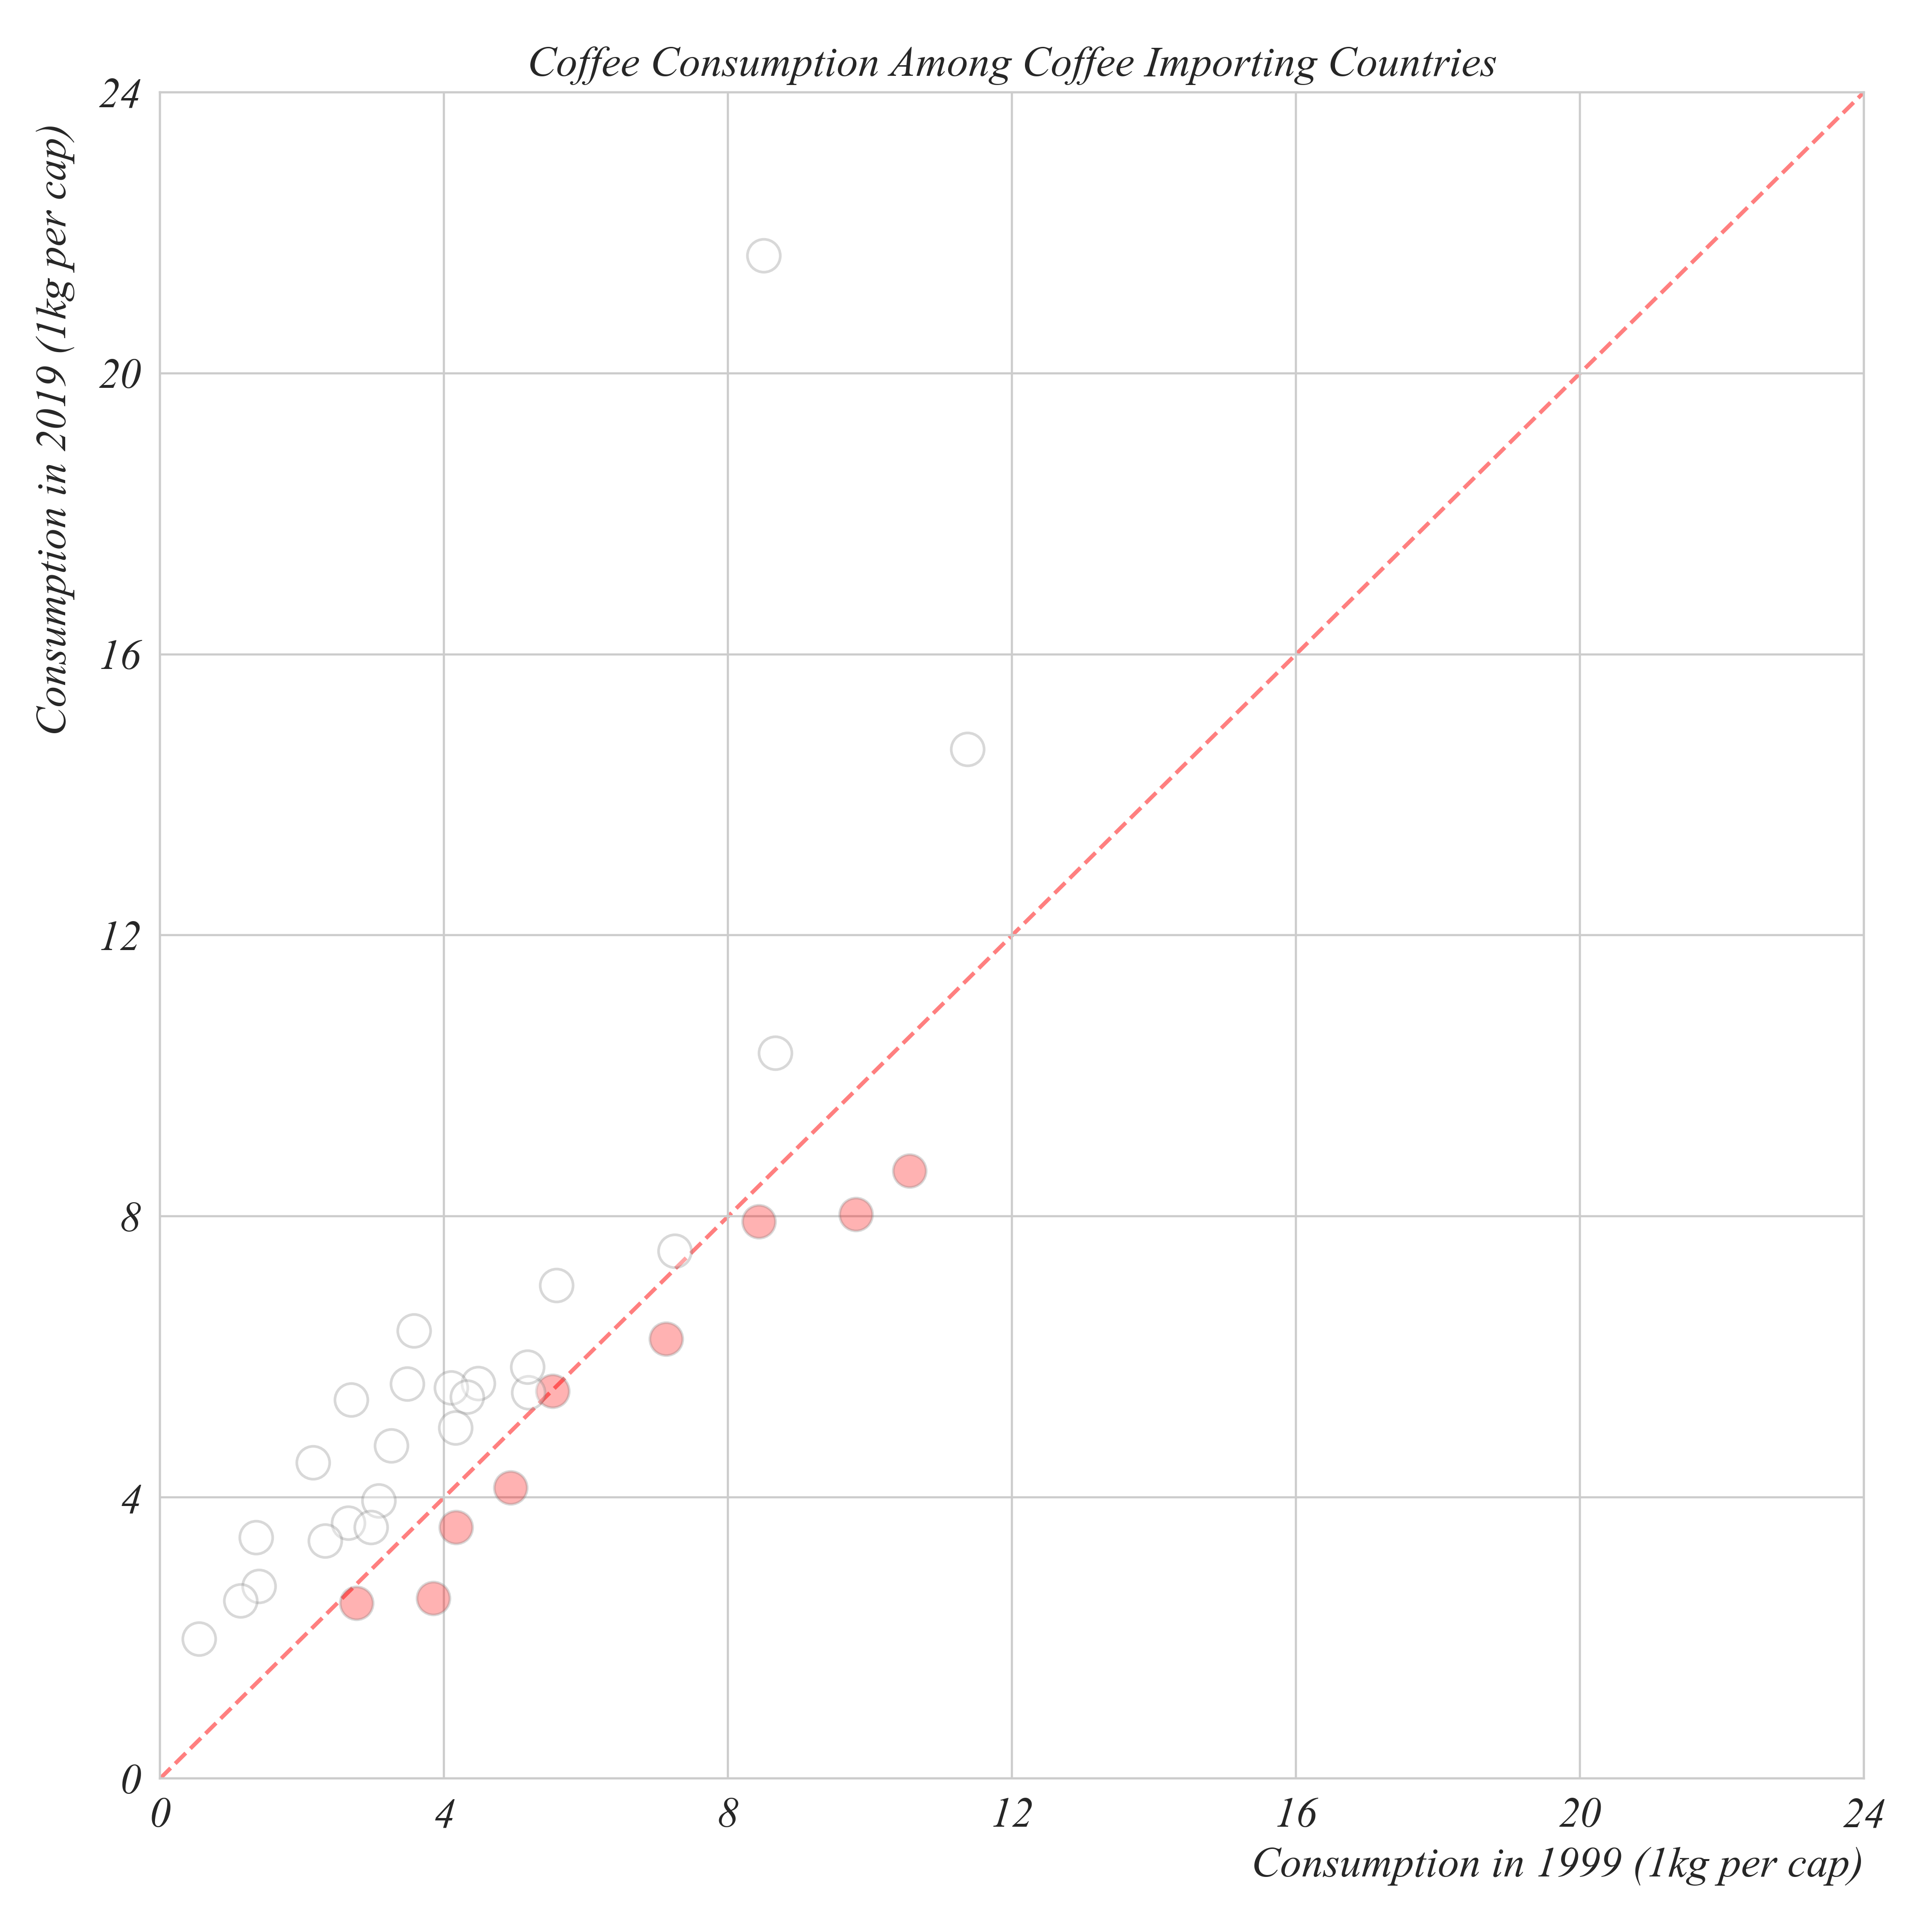 Coffee Consumption Among Coffee Importing Countries
Consumption in 2019 (1kg per cap)
24
20
16
12
8
4
0
0 4 8 12 16 20 24
Consumption in 1999 (1kg per cap)